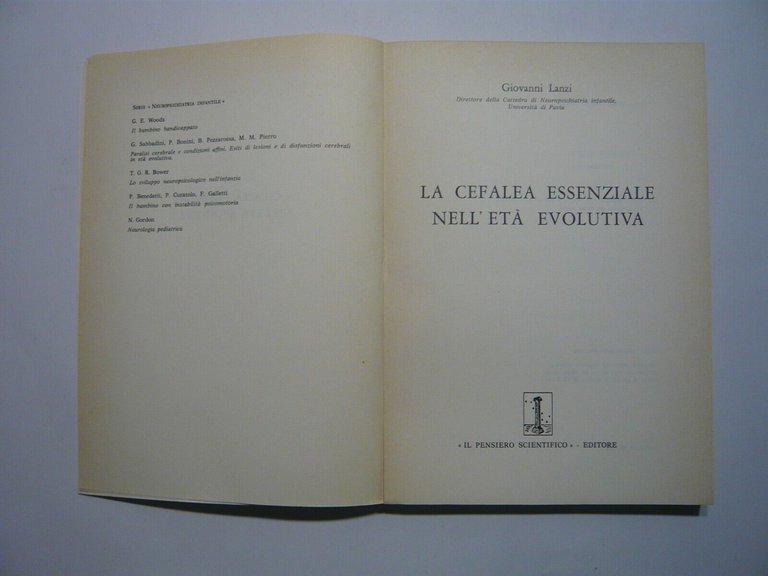 SERIE « NEUROPSICHIATRIA INFANTILE »
G. E. Woods
Il bambino handicappato
G. Sabbadini, P. Bonini, B. Pezzarossa, M. M. Pierro
Paralisi cerebrale e condizioni affini. Esiti di lesioni e di disfunzioni cerebrali
in età evolutiva.
T. G. R. Bower
Lo sviluppo neuropsicologico nell'infanzia
P. Benedetti, P. Curatolo, F. Galletti
Il bambino con instabilità psicomotoria
N. Gordon
Neurologia pediatrica
Giovanni Lanzi
Direttore della Cattedra di Neuropsichiatria infantile,
Università di Pavia
LA CEFALEA ESSENZIALE
NELL'ETÀ EVOLUTIVA
« IL PENSIERO SCIENTIFICO » - EDITORE